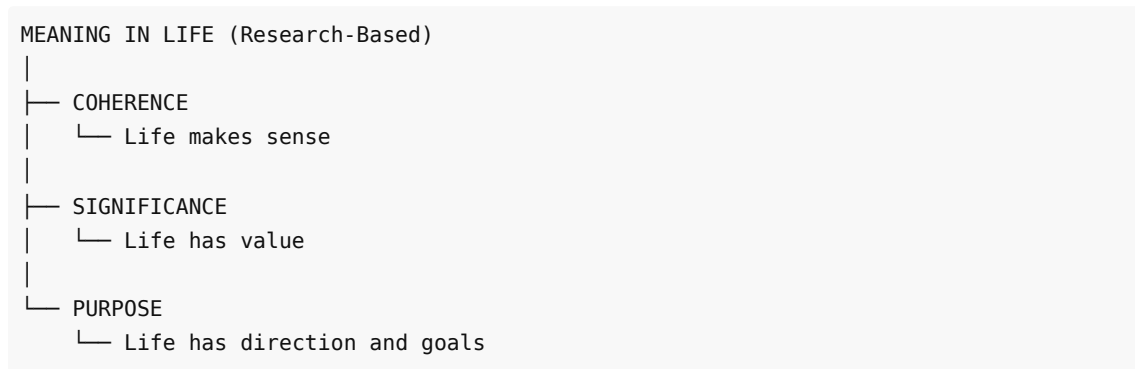 MEANING IN LIFE (Research-Based)
│
├── COHERENCE
│   └── Life makes sense
│
├── SIGNIFICANCE
│   └── Life has value
│
└── PURPOSE
    └── Life has direction and goals